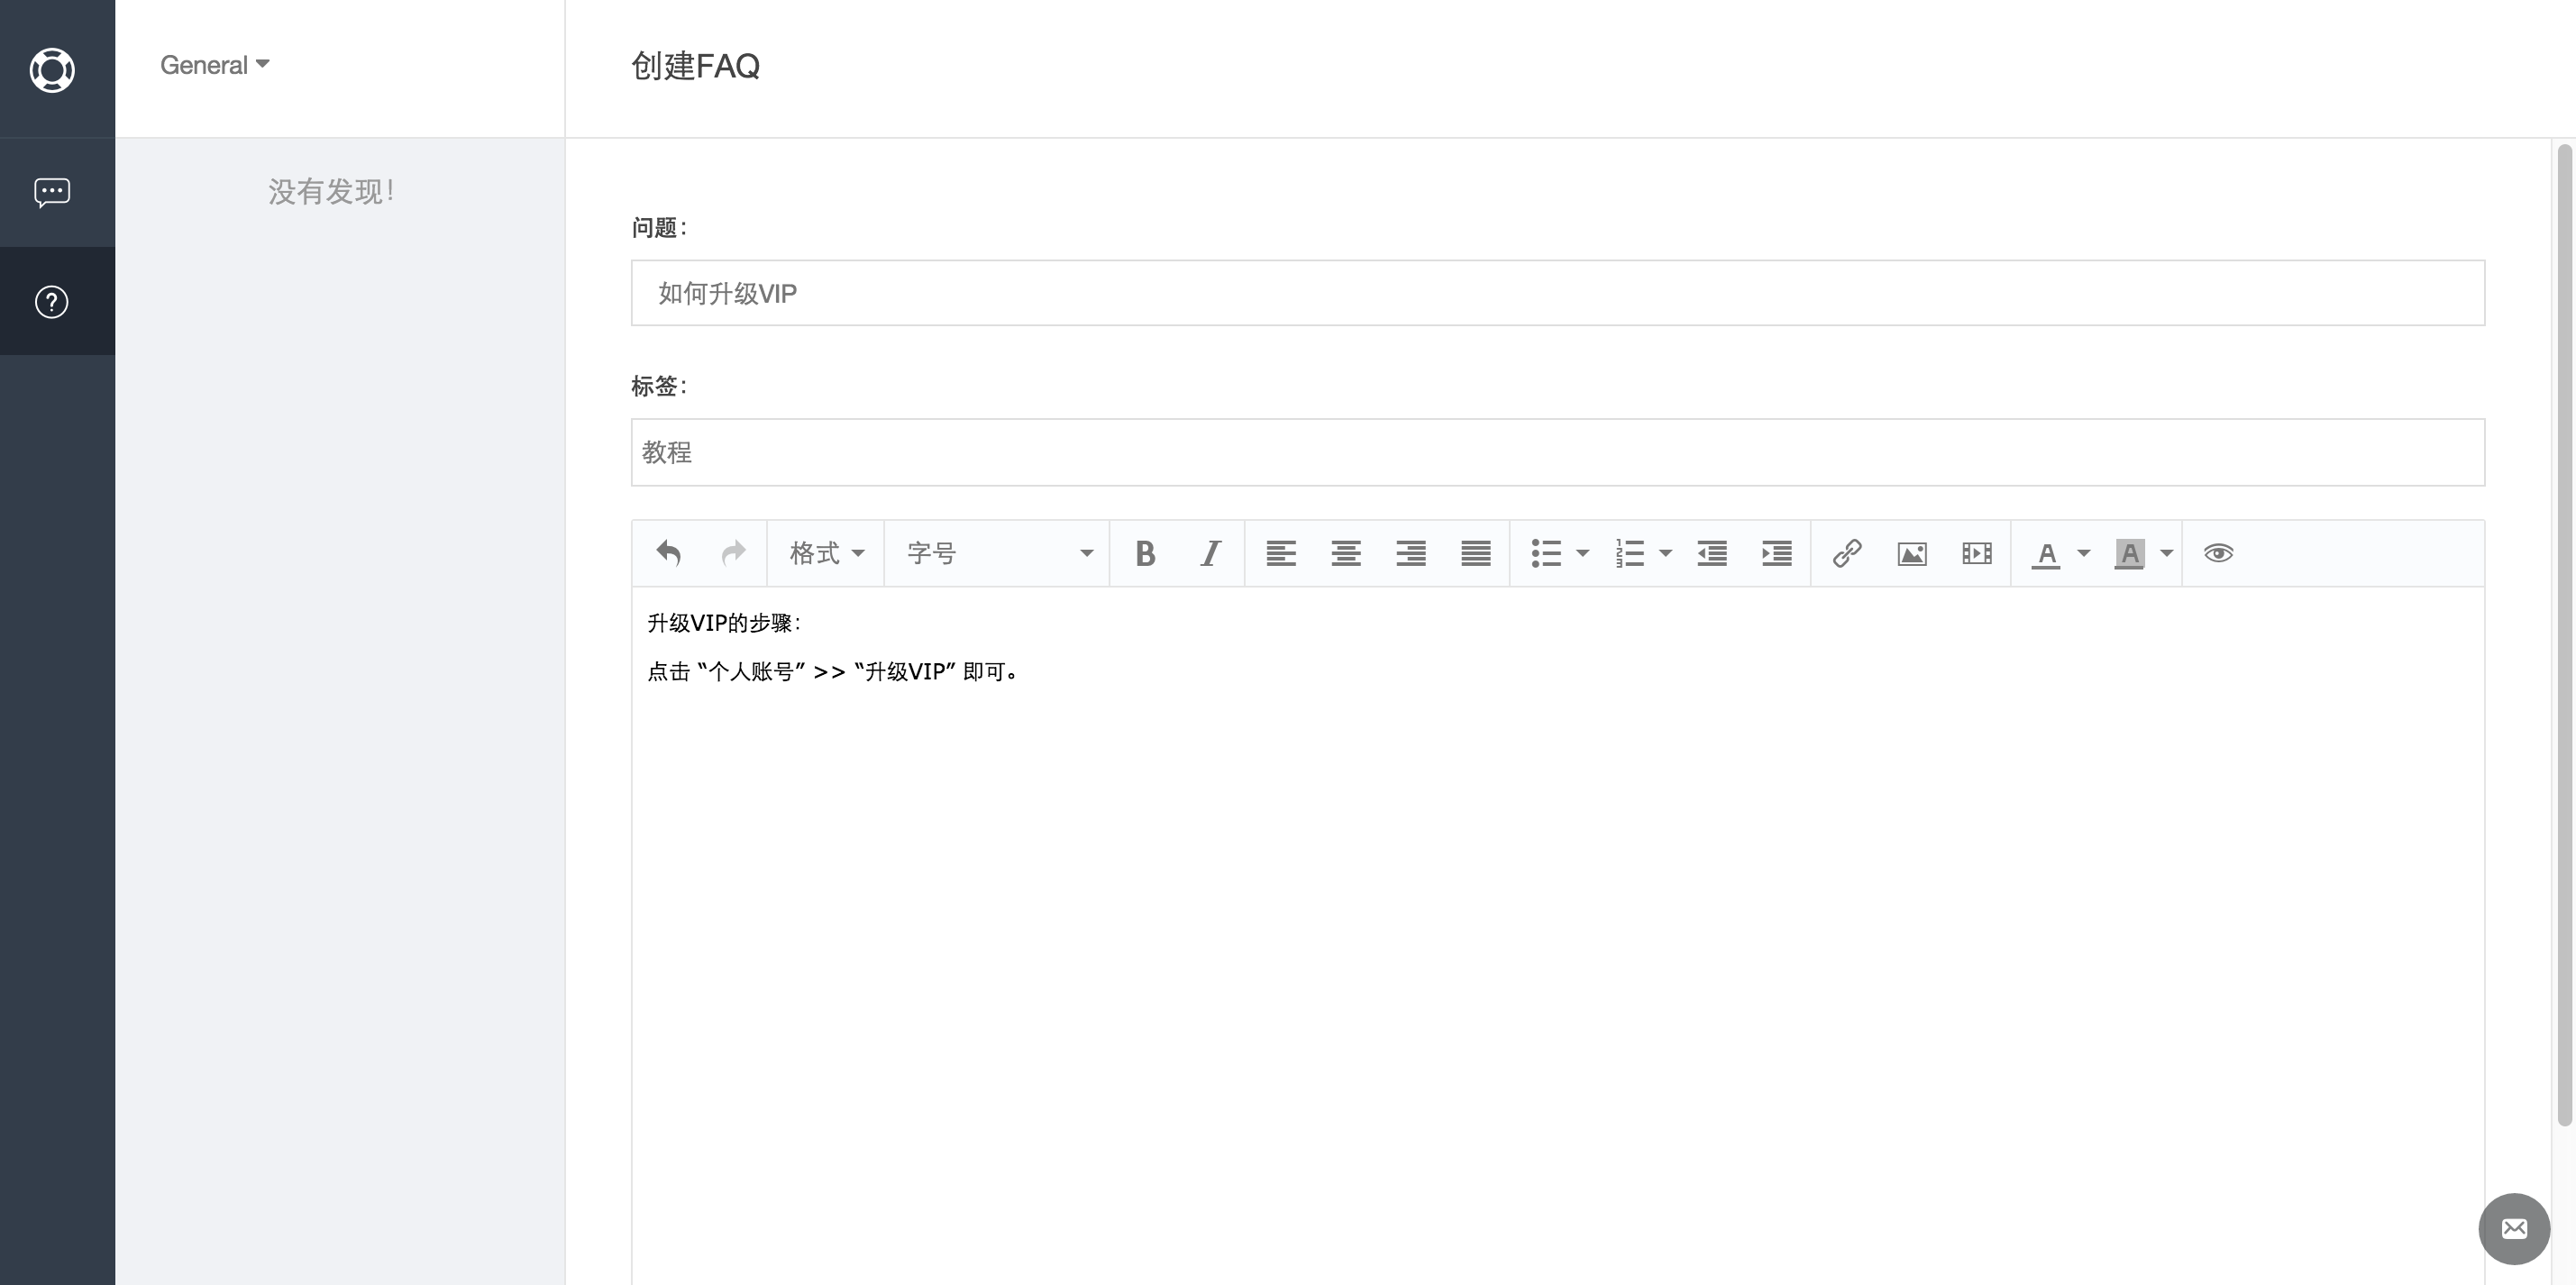 General
创建FAQ
没有发现！
问题：
如何升级VIP
标签：
教程
格式
字号
B
I
A
A
升级VIP的步骤：
点击 “个人账号” >> “升级VIP” 即可。